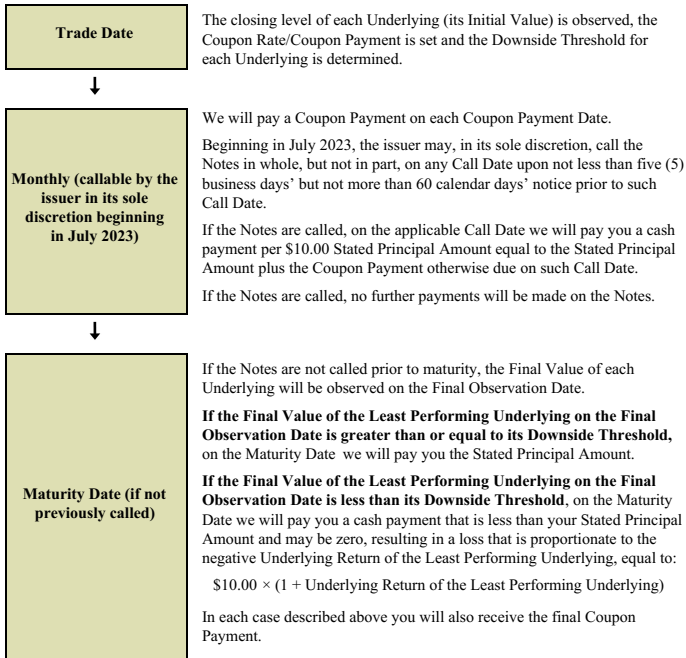 Trade Date
The closing level of each Underlying (its Initial Value) is observed, the
Coupon Rate/Coupon Payment is set and the Downside Threshold for
each Underlying is determined.
Monthly (callable by the
issuer in its sole
discretion beginning
in July 2023)
We will pay a Coupon Payment on each Coupon Payment Date.
Beginning in July 2023, the issuer may, in its sole discretion, call the
Notes in whole, but not in part, on any Call Date upon not less than five (5)
business days’ but not more than 60 calendar days’ notice prior to such
Call Date.
If the Notes are called, on the applicable Call Date we will pay you a cash
payment per $10.00 Stated Principal Amount equal to the Stated Principal
Amount plus the Coupon Payment otherwise due on such Call Date.
If the Notes are called, no further payments will be made on the Notes.
Maturity Date (if not
previously called)
If the Notes are not called prior to maturity, the Final Value of each
Underlying will be observed on the Final Observation Date.
If the Final Value of the Least Performing Underlying on the Final
Observation Date is greater than or equal to its Downside Threshold,
on the Maturity Date we will pay you the Stated Principal Amount.
If the Final Value of the Least Performing Underlying on the Final
Observation Date is less than its Downside Threshold, on the Maturity
Date we will pay you a cash payment that is less than your Stated Principal
Amount and may be zero, resulting in a loss that is proportionate to the
negative Underlying Return of the Least Performing Underlying, equal to:
$10.00 × (1 + Underlying Return of the Least Performing Underlying)
In each case described above you will also receive the final Coupon
Payment.